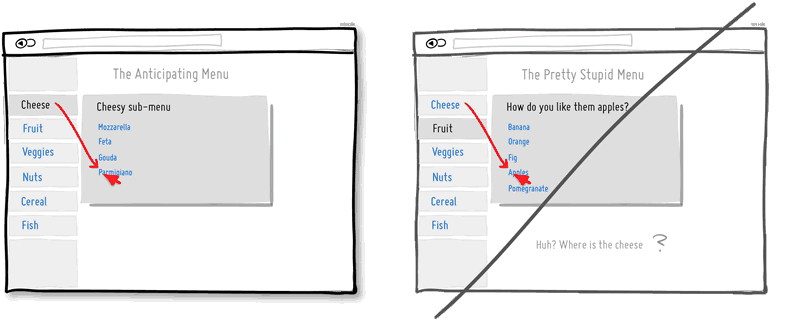 The Anticipating Menu
Cheese
Fruit
Veggies
Nuts
Cereal
Fish
Cheesy sub-menu
Mozzarella
Feta
Gouda
Parmigiano
The Pretty Stupid Menu
Cheese
Fruit
Veggies
Nuts
Cereal
Fish
How do you like them apples?
Banana
Orange
Fig
Apples
Pomegranate
Huh? Where is the cheese ?